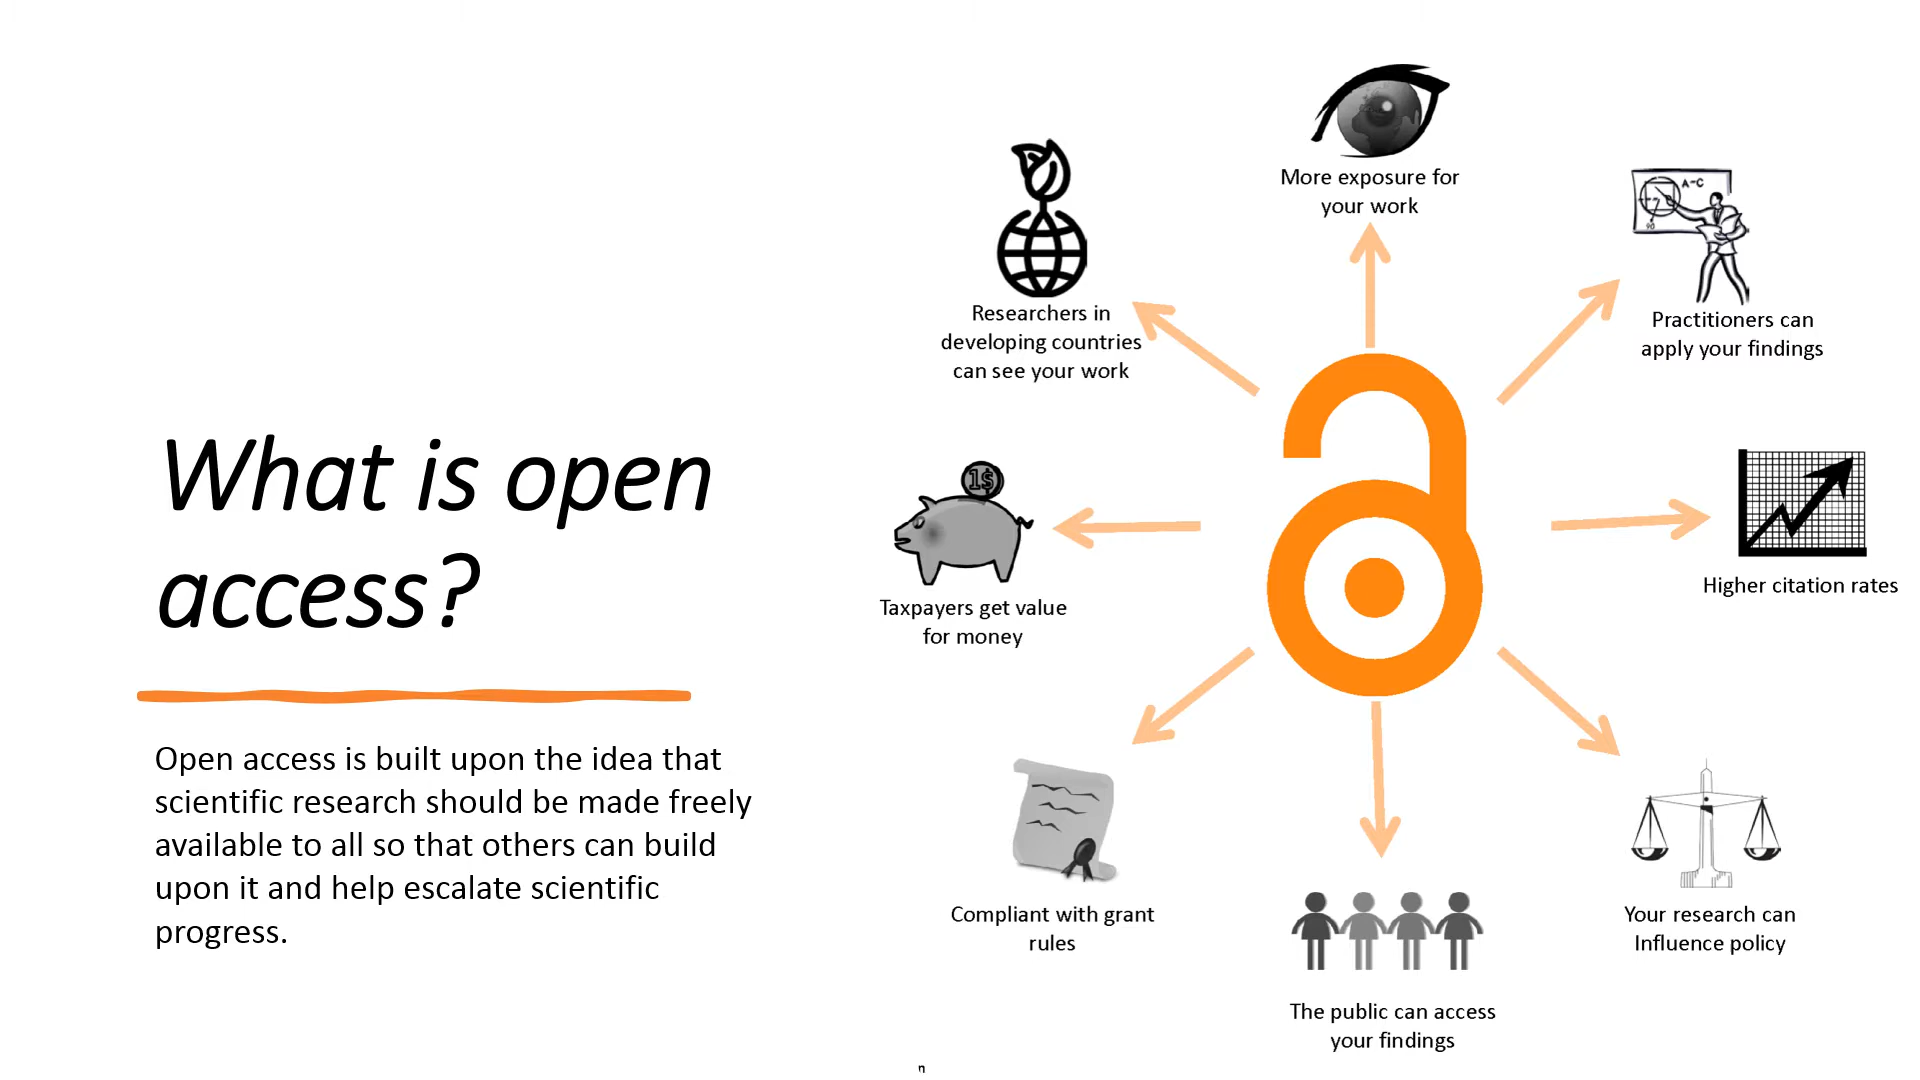 What is open
access?
Open access is built upon the idea that
scientific research should be made freely
available to all so that others can build
upon it and help escalate scientific
progress.
More exposure for
your work
A-C
90
Practitioners can
apply your findings
Higher citation rates
Your research can
Influence policy
The public can access
your findings
Compliant with grant
rules
1$
Taxpayers get value
for money
Researchers in
developing countries
can see your work
n